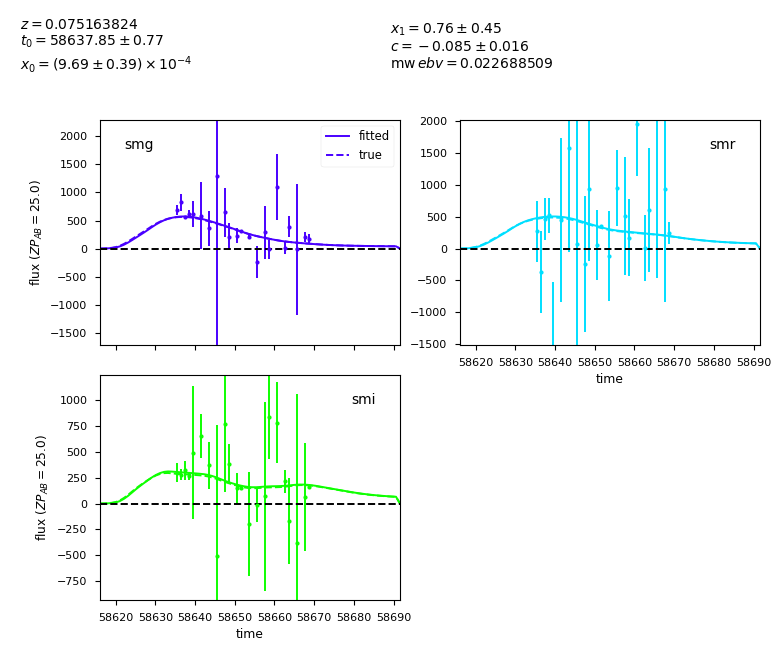 z = 0.075163824
t₀ = 58637.85 ± 0.77
x₀ = (9.69 ± 0.39) × 10⁻⁴
x₁ = 0.76 ± 0.45
c = −0.085 ± 0.016
mw ebv = 0.022688509
smg
fitted
true
flux (ZP_AB = 25.0)
2000
1500
1000
500
0
−500
−1000
−1500
smr
2000
1500
1000
500
0
−500
−1000
−1500
58620 58630 58640 58650 58660 58670 58680 58690
time
smi
flux (ZP_AB = 25.0)
1000
750
500
250
0
−250
−500
−750
58620 58630 58640 58650 58660 58670 58680 58690
time